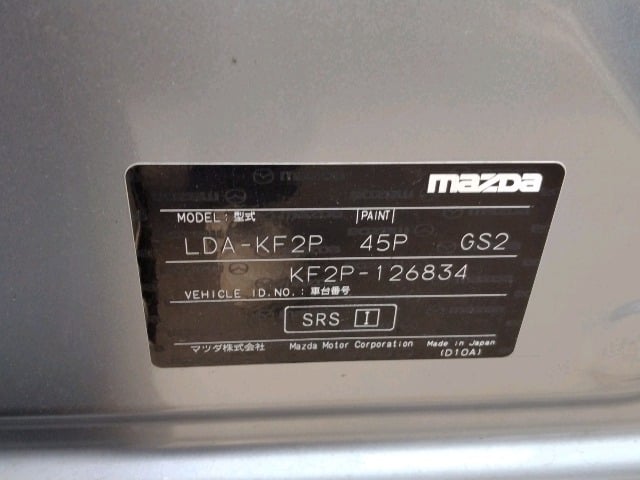 mazda
MODEL:型式 PAINT
LDA-KF2P 45P GS2
KF2P-126834
VEHICLE ID.NO.:車台番号
SRS I
マツダ株式会社 Mazda Motor Corporation Made in Japan
(D10A)